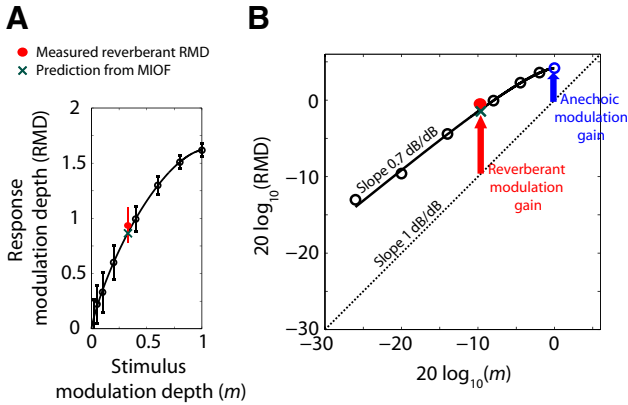 A
Measured reverberant RMD
Prediction from MIOF
Response
modulation depth (RMD)
2
1.5
1
0.5
0
0
0.5
1
Stimulus
modulation depth (m)
B
20 log10(RMD)
0
−10
−20
−30
−30
−20
−10
0
20 log10(m)
Slope 0.7 dB/dB
Slope 1 dB/dB
Anechoic
modulation
gain
Reverberant
modulation
gain